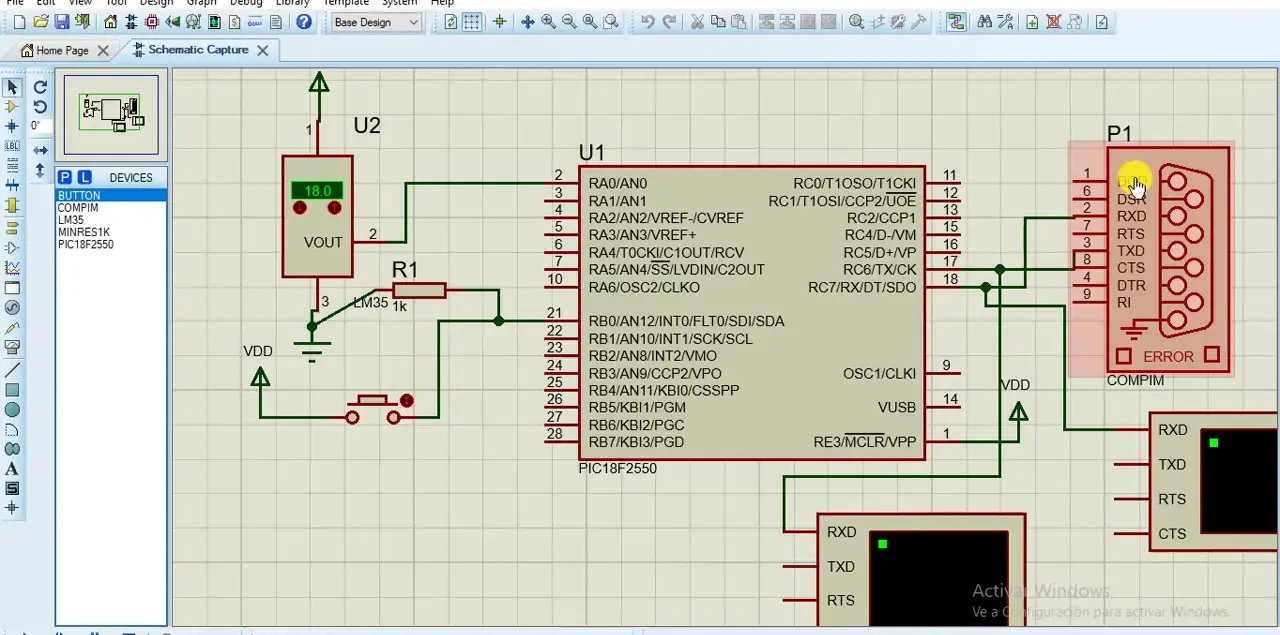 File Edit View Tool Design Graph Debug Library Template System Help
Base Design
Home Page
Schematic Capture
LBL
0°
P L DEVICES
BUTTON
COMPIM
LM35
MINRES1K
PIC18F2550
A
S
U2
1
18.0
VOUT
2
3
LM35
R1
1k
VDD
U1
2 RA0/AN0
3 RA1/AN1
4 RA2/AN2/VREF-/CVREF
5 RA3/AN3/VREF+
6 RA4/T0CKI/C1OUT/RCV
7 RA5/AN4/SS/LVDIN/C2OUT
10 RA6/OSC2/CLKO
21 RB0/AN12/INT0/FLT0/SDI/SDA
22 RB1/AN10/INT1/SCK/SCL
23 RB2/AN8/INT2/VMO
24 RB3/AN9/CCP2/VPO
25 RB4/AN11/KBI0/CSSPP
26 RB5/KBI1/PGM
27 RB6/KBI2/PGC
28 RB7/KBI3/PGD
RC0/T1OSO/T1CKI 11
RC1/T1OSI/CCP2/UOE 12
RC2/CCP1 13
RC4/D-/VM 15
RC5/D+/VP 16
RC6/TX/CK 17
RC7/RX/DT/SDO 18
OSC1/CLKI 9
VUSB 14
RE3/MCLR/VPP 1
PIC18F2550
VDD
P1
1
6 DSR
2 RXD
7 RTS
3 TXD
8 CTS
4 DTR
9 RI
ERROR
COMPIM
RXD
TXD
RTS
CTS
RXD
TXD
RTS
Activar Windows
Ve a Configuración para activar Windows.